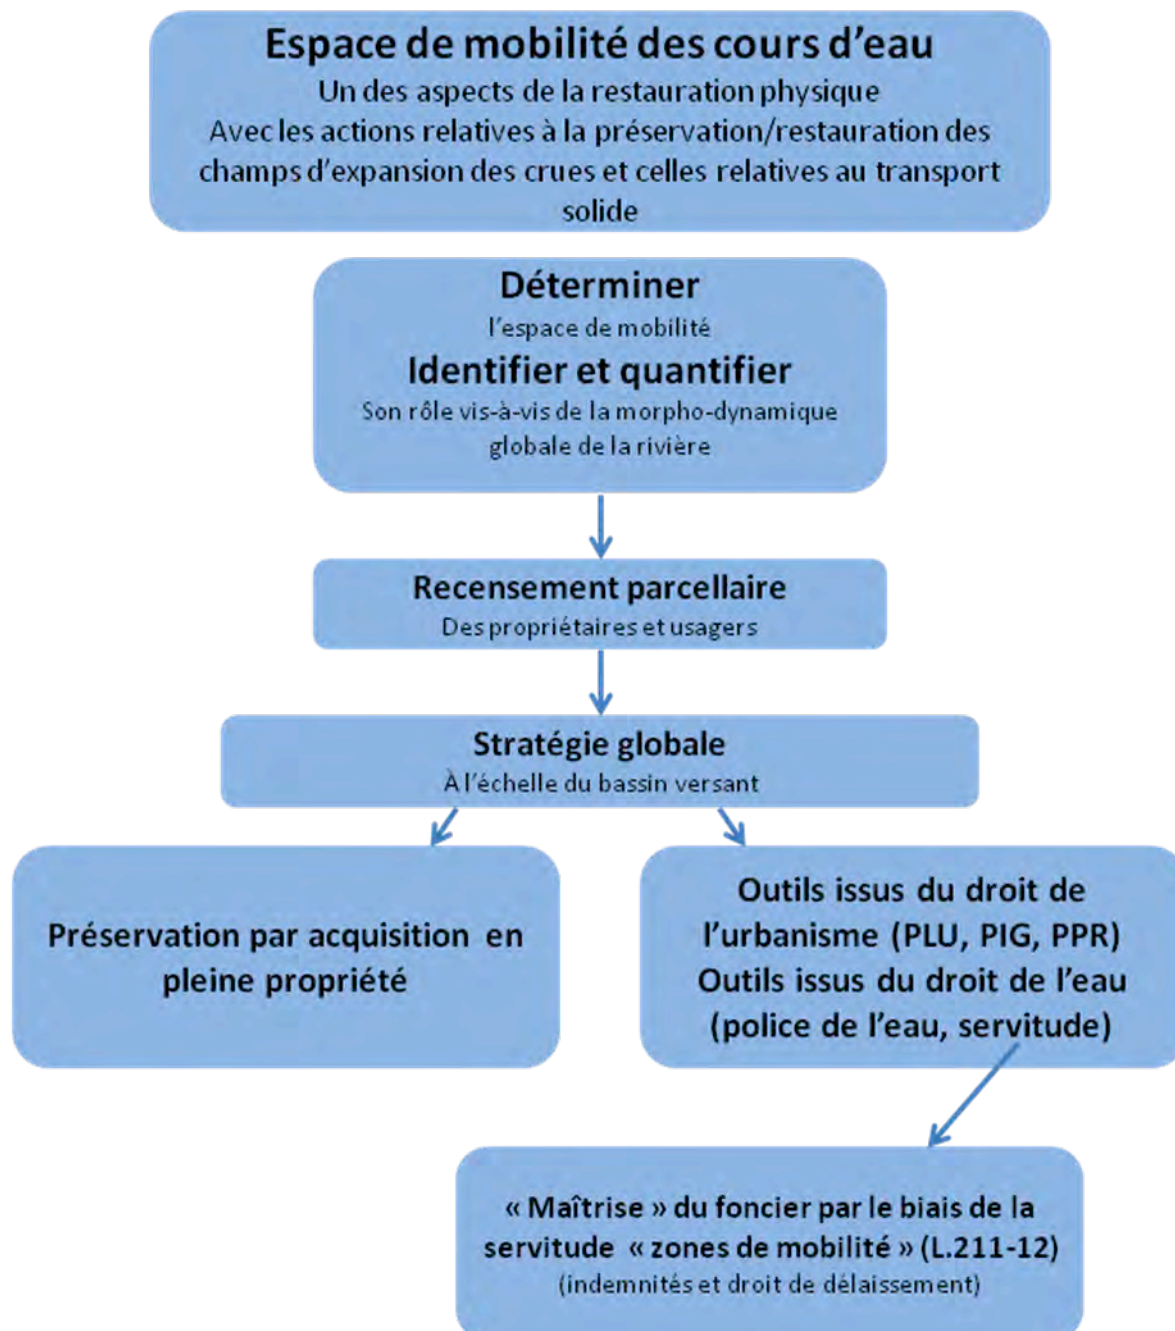 Espace de mobilité des cours d’eau
Un des aspects de la restauration physique
Avec les actions relatives à la préservation/restauration des
champs d’expansion des crues et celles relatives au transport
solide
Déterminer
l’espace de mobilité
Identifier et quantifier
Son rôle vis-à-vis de la morpho-dynamique
globale de la rivière
Recensement parcellaire
Des propriétaires et usagers
Stratégie globale
À l’échelle du bassin versant
Préservation par acquisition en
pleine propriété
Outils issus du droit de
l’urbanisme (PLU, PIG, PPR)
Outils issus du droit de l’eau
(police de l’eau, servitude)
« Maîtrise » du foncier par le biais de la
servitude « zones de mobilité » (L.211-12)
(indemnités et droit de délaissement)